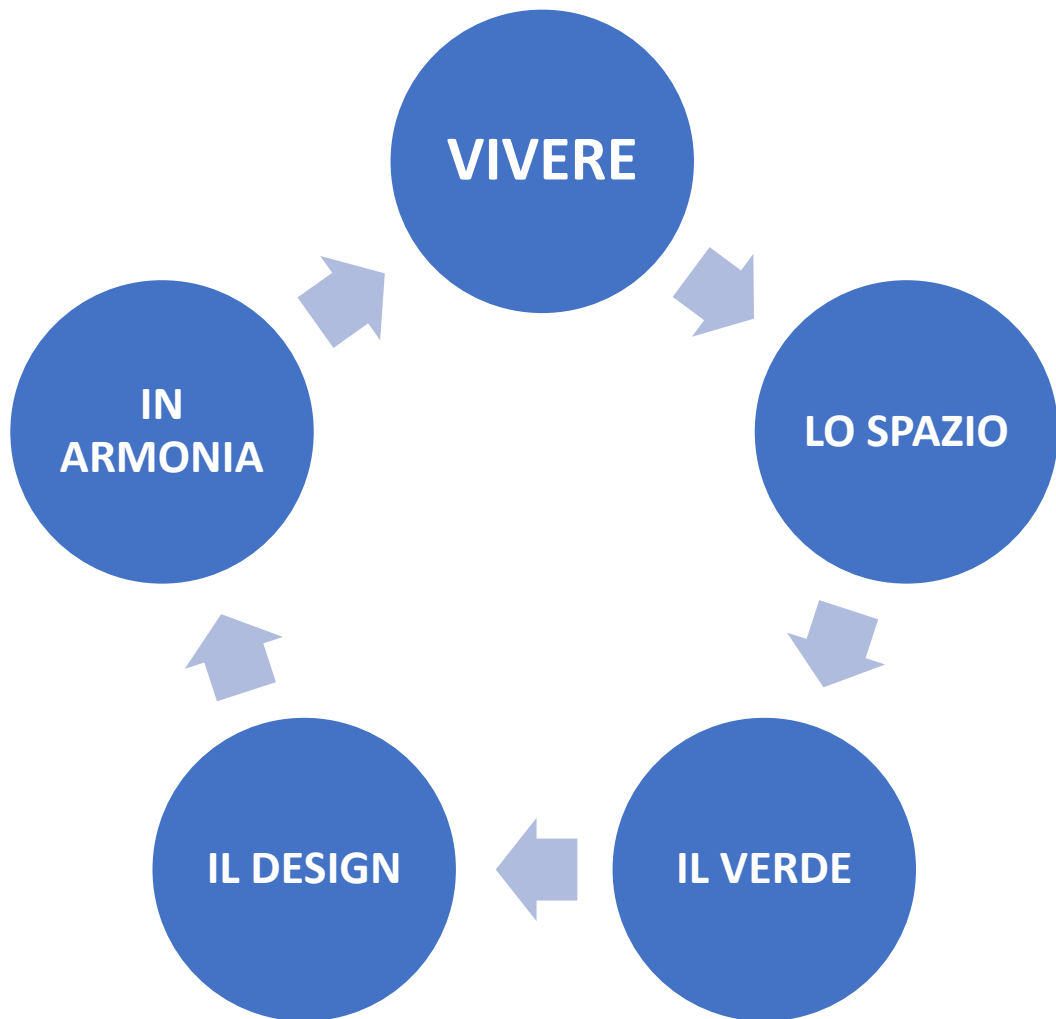 VIVERE
LO SPAZIO
IL VERDE
IL DESIGN
IN
ARMONIA